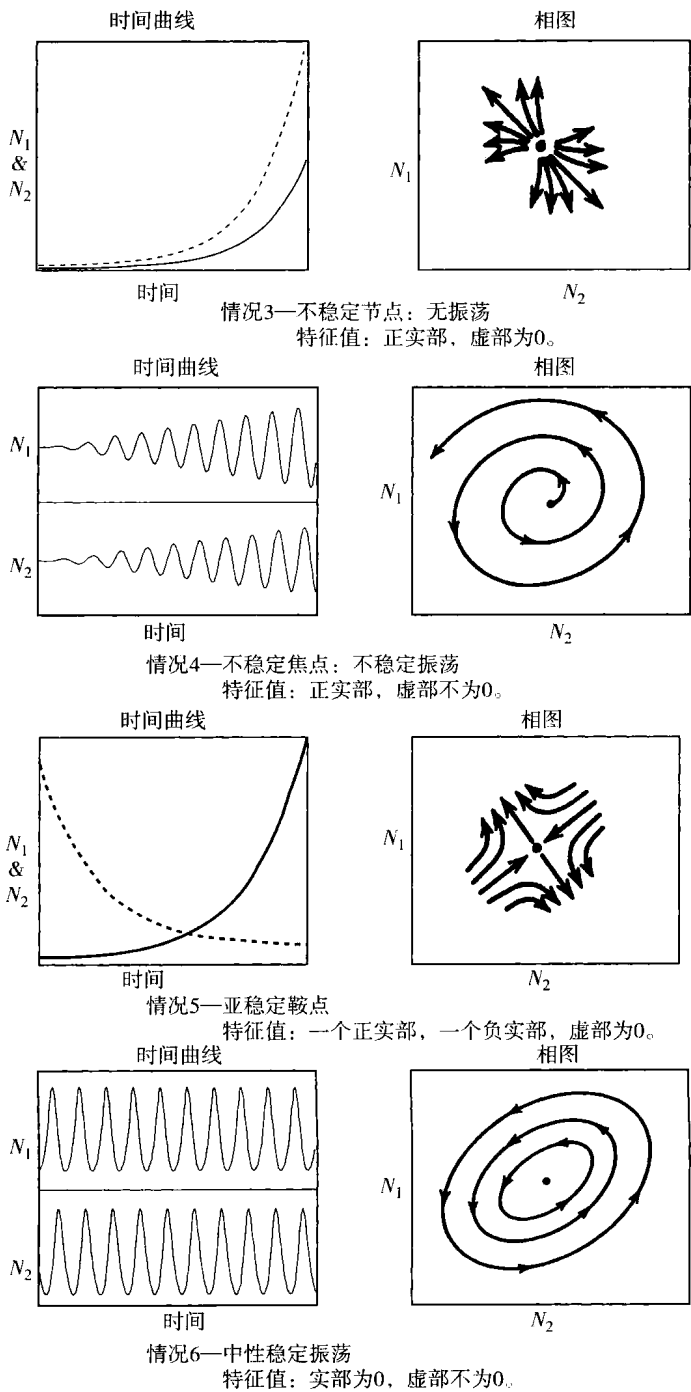 时间曲线
相图
N₁
&
N₂
N₁
时间
N₂
情况3—不稳定节点：无振荡
特征值：正实部，虚部为0。
时间曲线
相图
N₁
N₂
N₁
时间
N₂
情况4—不稳定焦点：不稳定振荡
特征值：正实部，虚部不为0。
时间曲线
相图
N₁
&
N₂
N₁
时间
N₂
情况5—亚稳定鞍点
特征值：一个正实部，一个负实部，虚部为0。
时间曲线
相图
N₁
N₂
N₁
时间
N₂
情况6—中性稳定振荡
特征值：实部为0，虚部不为0。